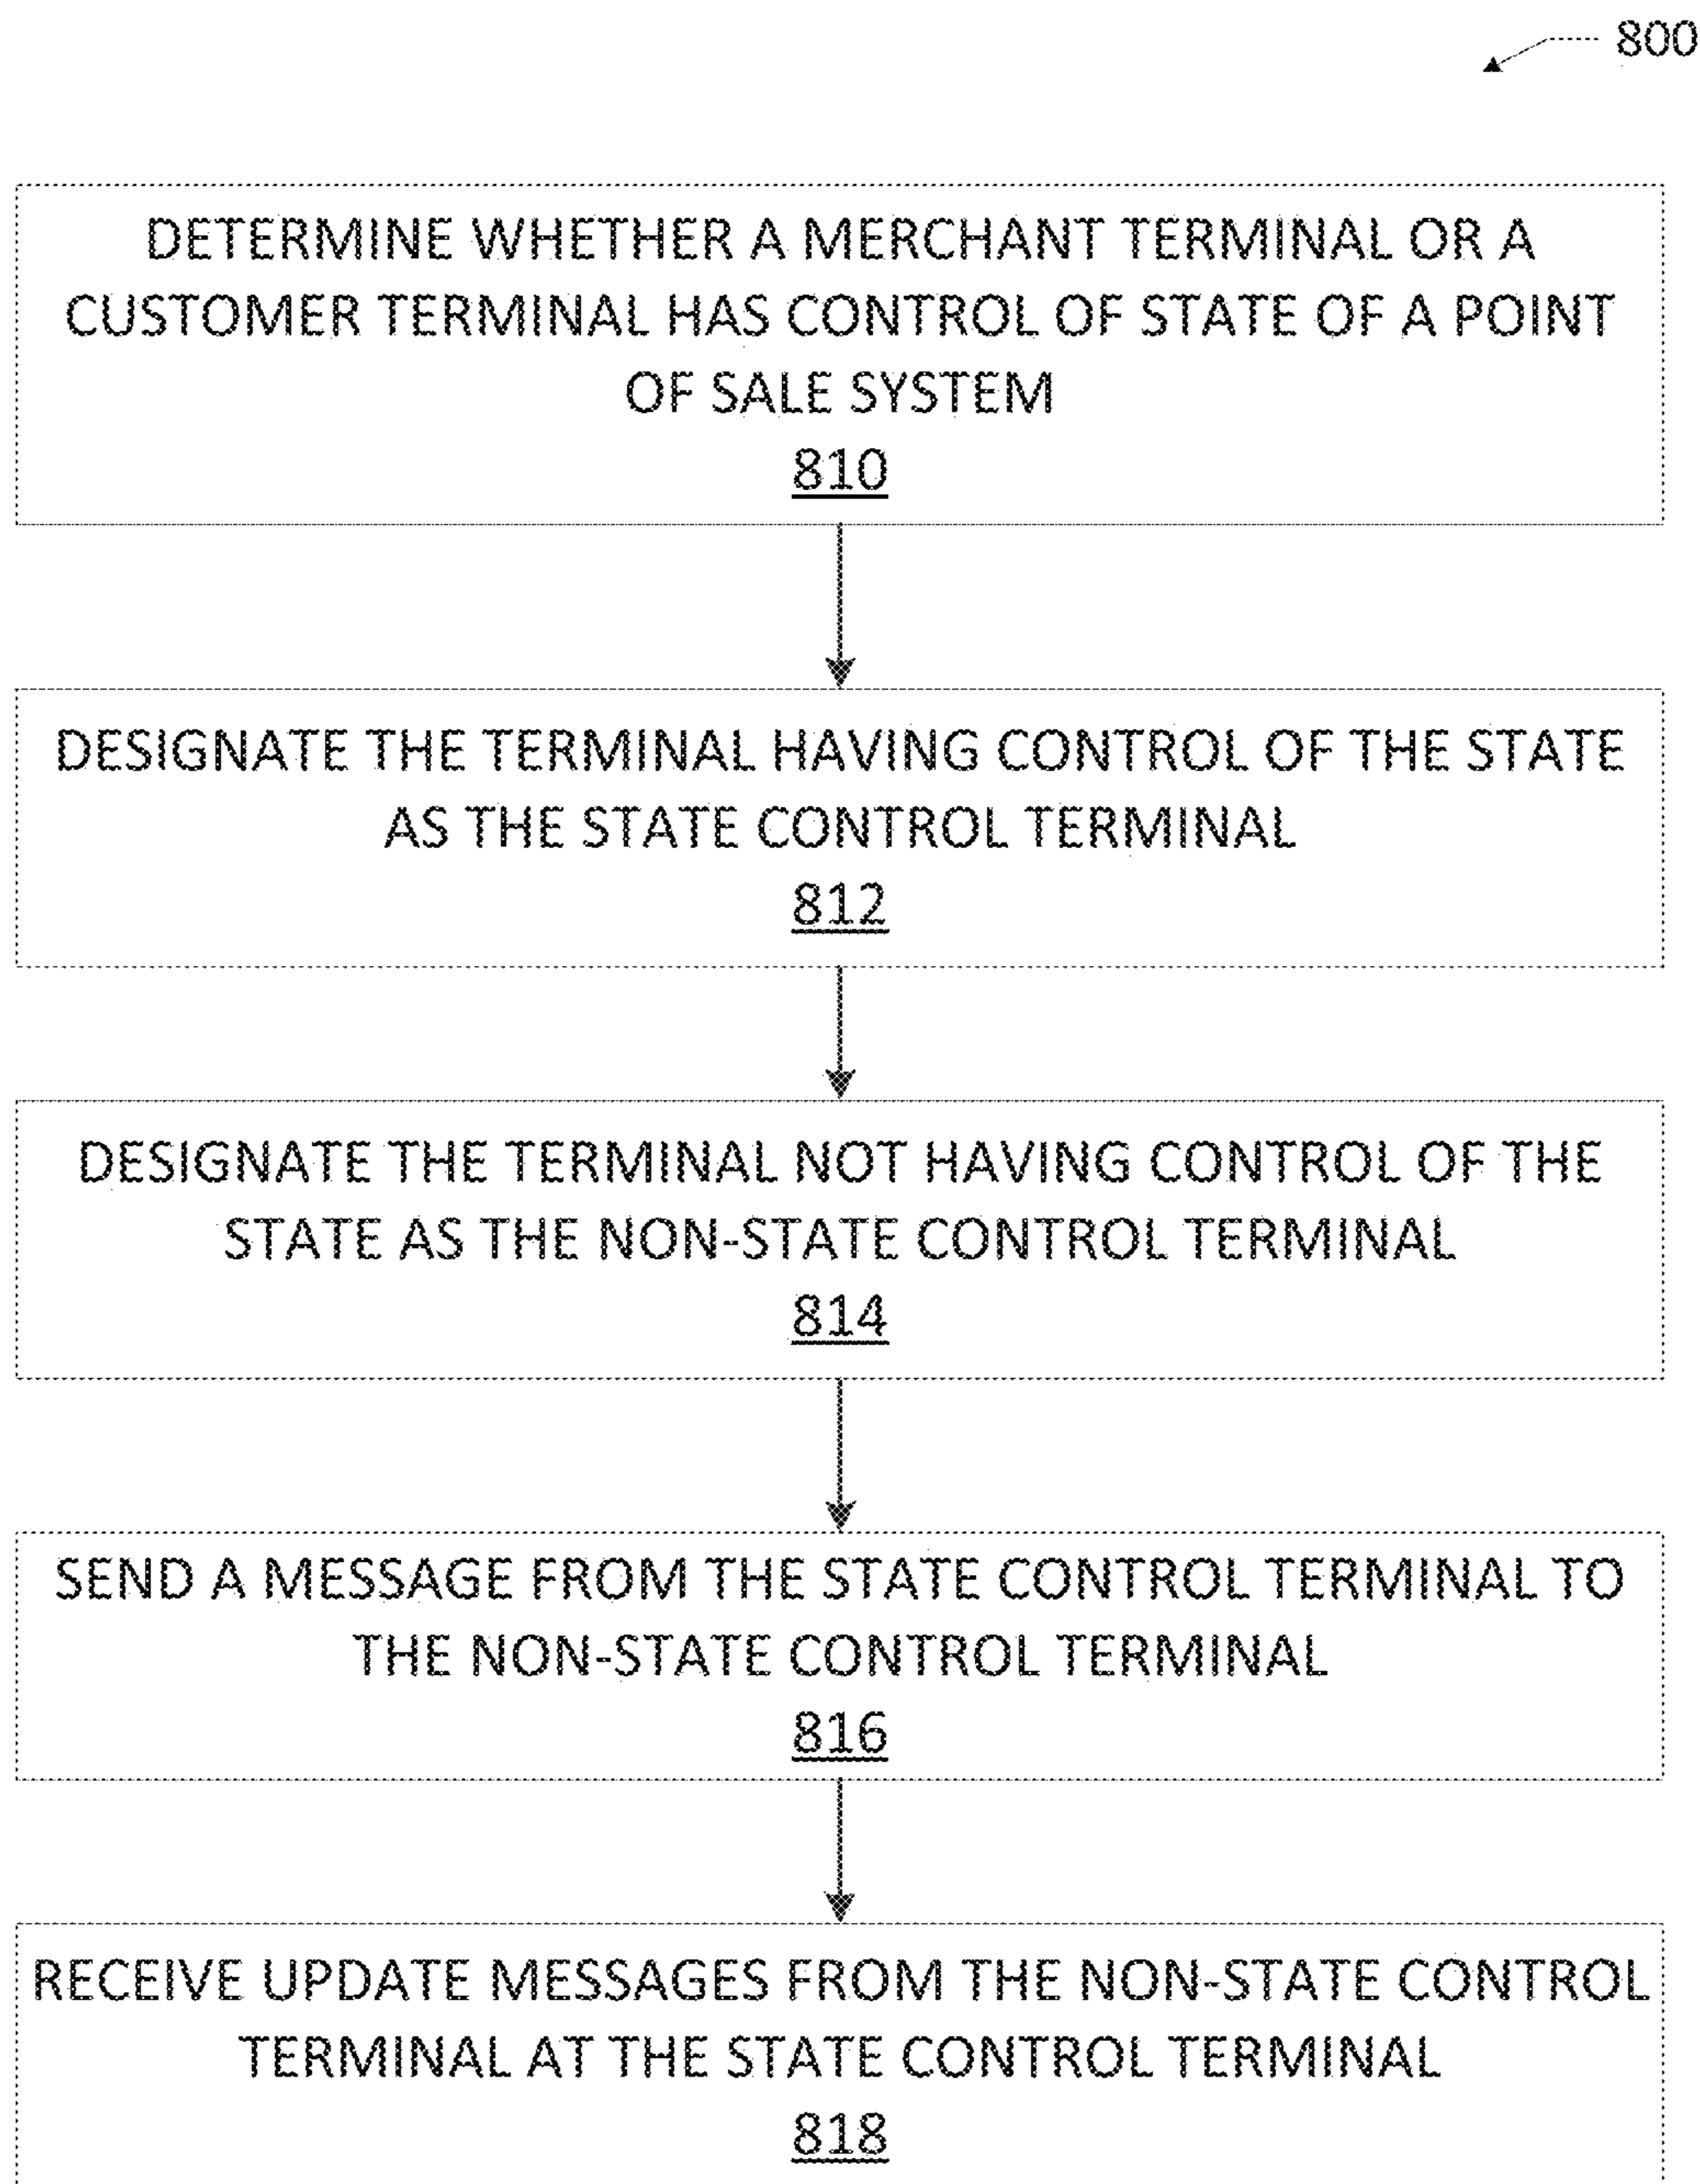 800
DETERMINE WHETHER A MERCHANT TERMINAL OR A
CUSTOMER TERMINAL HAS CONTROL OF STATE OF A POINT
OF SALE SYSTEM
810
DESIGNATE THE TERMINAL HAVING CONTROL OF THE STATE
AS THE STATE CONTROL TERMINAL
812
DESIGNATE THE TERMINAL NOT HAVING CONTROL OF THE
STATE AS THE NON-STATE CONTROL TERMINAL
814
SEND A MESSAGE FROM THE STATE CONTROL TERMINAL TO
THE NON-STATE CONTROL TERMINAL
816
RECEIVE UPDATE MESSAGES FROM THE NON-STATE CONTROL
TERMINAL AT THE STATE CONTROL TERMINAL
818